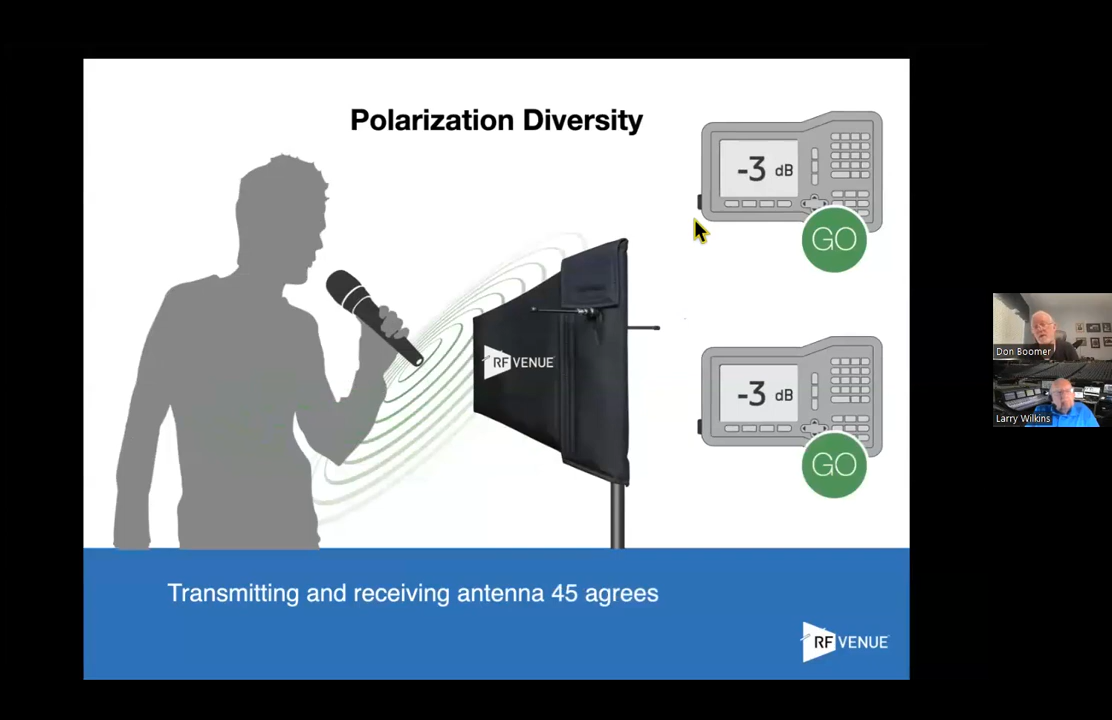 Polarization Diversity
-3 dB
GO
RF VENUE
-3 dB
GO
Transmitting and receiving antenna 45 agrees
RF VENUE
Don Boomer
Larry Wilkins